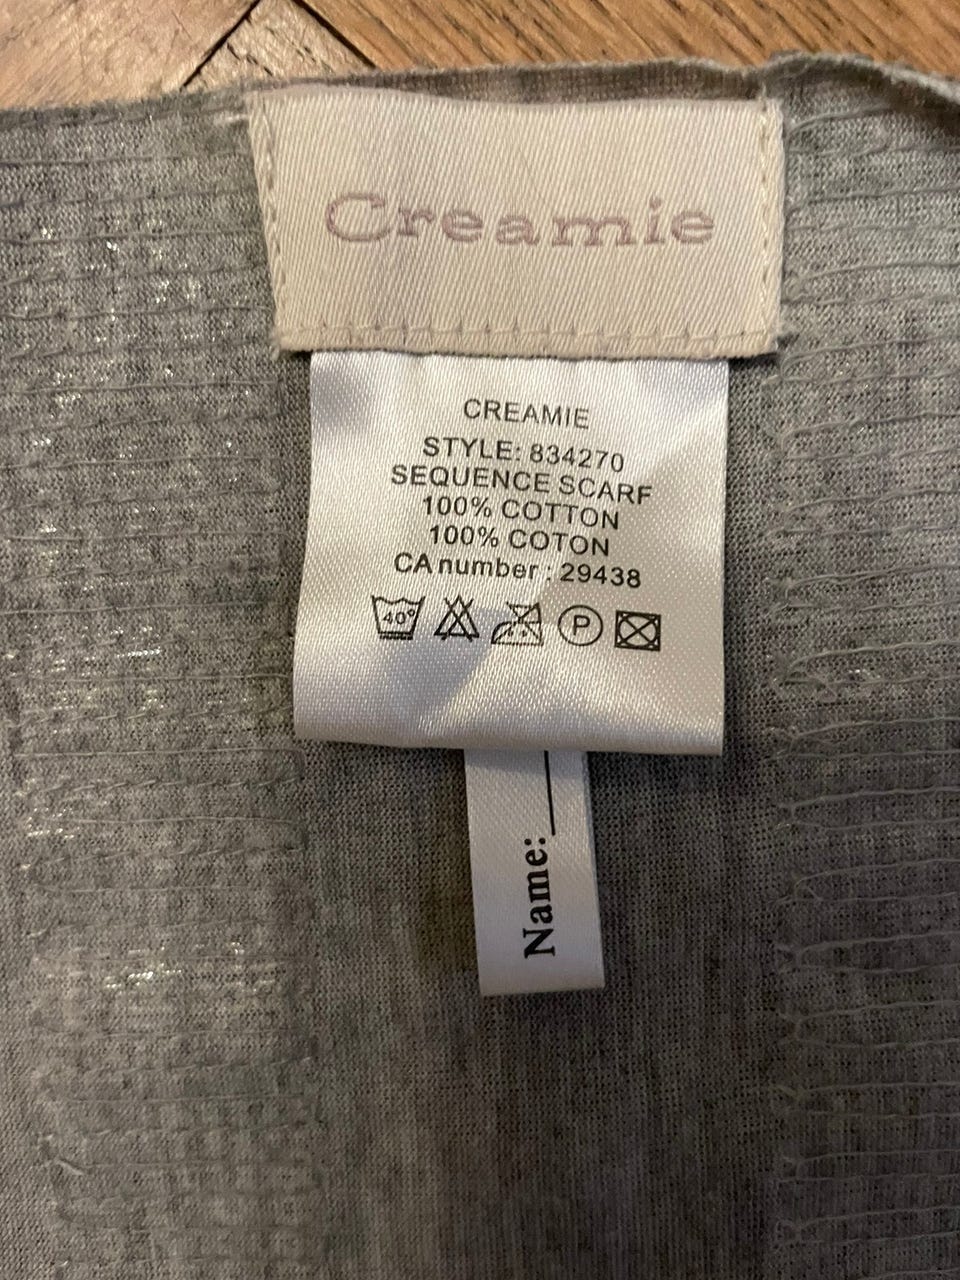 Creamie
CREAMIE
STYLE: 834270
SEQUENCE SCARF
100% COTTON
100% COTON
CA number : 29438
40°
P
Name: